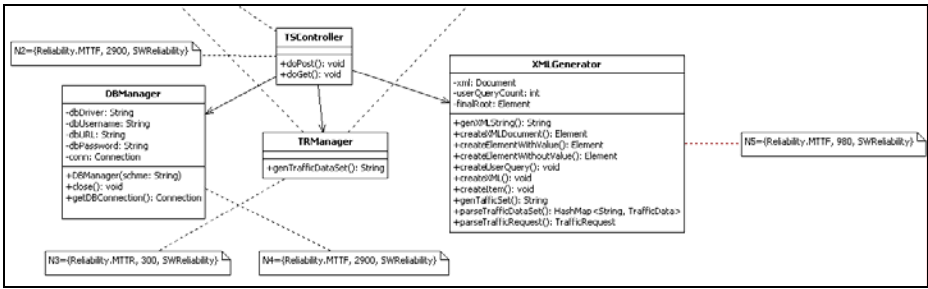 TSController
+doPost(): void
+doGet(): void
N2={Reliability.MTTF, 2900, SWReliability}
XMLGenerator
-xml: Document
-userQueryCount: int
-finalRoot: Element
+genXMLString(): String
+createXMLDocument(): Element
+createElementWithValue(): Element
+createElementWithoutValue(): Element
+createUserQuery(): void
+createXML(): void
+createItem(): void
+genTafficSet(): String
+parseTrafficDataSet(): HashMap<String, TrafficData>
+parseTrafficRequest(): TrafficRequest
DBManager
-dbDriver: String
-dbUsername: String
-dbURL: String
-dbPassword: String
-conn: Connection
+DBManager(schme: String)
+close(): void
+getDBConnection(): Connection
TRManager
+genTrafficDataSet(): String
N5={Reliability.MTTF, 980, SWReliability}
N3={Reliability.MTTR, 300, SWReliability}
N4={Reliability.MTTF, 2900, SWReliability}